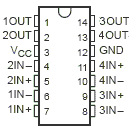 1OUT 1 14 3OUT
2OUT 2 13 4OUT
VCC 3 12 GND
2IN− 4 11 4IN+
2IN+ 5 10 4IN−
1IN− 6 9 3IN+
1IN+ 7 8 3IN−